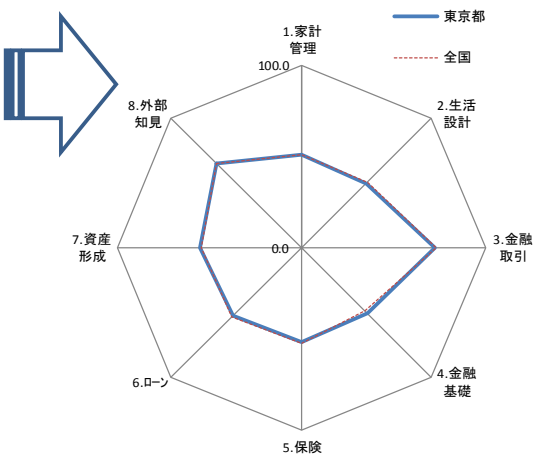 東京都
全国
1.家計
管理
100.0
8.外部
知見
2.生活
設計
7.資産
形成
0.0
3.金融
取引
6.ローン
4.金融
基礎
5.保険